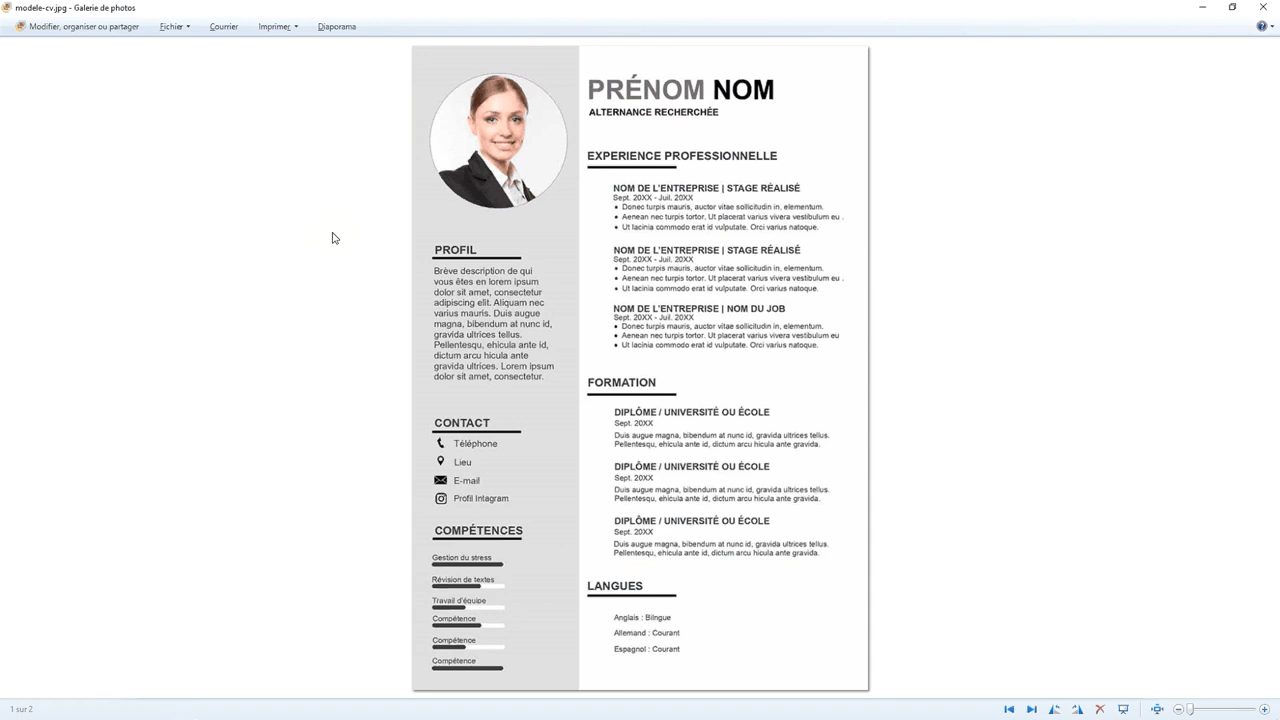 modele-cv.jpg - Galerie de photos
Modifier, organiser ou partager Fichier Courrier Imprimer Diaporama
PRÉNOM NOM
ALTERNANCE RECHERCHÉE
EXPERIENCE PROFESSIONNELLE
NOM DE L'ENTREPRISE | STAGE RÉALISÉ
Sept. 20XX - Juil. 20XX
• Donec turpis mauris, auctor vitae sollicitudin in, elementum.
• Aenean nec turpis tortor. Ut placerat varius vivera vestibulum eu .
• Ut lacinia commodo erat id vulputate. Orci varius natoque.
NOM DE L'ENTREPRISE | STAGE RÉALISÉ
Sept. 20XX - Juil. 20XX
• Donec turpis mauris, auctor vitae sollicitudin in, elementum.
• Aenean nec turpis tortor. Ut placerat varius vivera vestibulum eu .
• Ut lacinia commodo erat id vulputate. Orci varius natoque.
NOM DE L'ENTREPRISE | NOM DU JOB
Sept. 20XX - Juil. 20XX
• Donec turpis mauris, auctor vitae sollicitudin in, elementum.
• Aenean nec turpis tortor. Ut placerat varius vivera vestibulum eu
• Ut lacinia commodo erat id vulputate. Orci varius natoque.
FORMATION
DIPLÔME / UNIVERSITÉ OU ÉCOLE
Sept. 20XX
Duis augue magna, bibendum at nunc id, gravida ultrices tellus.
Pellentesqu, ehicula ante id, dictum arcu hicula ante gravida.
DIPLÔME / UNIVERSITÉ OU ÉCOLE
Sept. 20XX
Duis augue magna, bibendum at nunc id, gravida ultrices tellus.
Pellentesqu, ehicula ante id, dictum arcu hicula ante gravida.
DIPLÔME / UNIVERSITÉ OU ÉCOLE
Sept. 20XX
Duis augue magna, bibendum at nunc id, gravida ultrices tellus.
Pellentesqu, ehicula ante id, dictum arcu hicula ante gravida.
LANGUES
Anglais : Bilngue
Allemand : Courant
Espagnol : Courant
PROFIL
Brève description de qui
vous êtes en lorem ipsum
dolor sit amet, consectetur
adipiscing elit. Aliquam nec
varius mauris. Duis augue
magna, bibendum at nunc id,
gravida ultrices tellus.
Pellentesqu, ehicula ante id,
dictum arcu hicula ante
gravida ultrices. Lorem ipsum
dolor sit amet, consectetur.
CONTACT
Téléphone
Lieu
E-mail
Profil Intagram
COMPÉTENCES
Gestion du stress
Révision de textes
Travail d'équipe
Compétence
Compétence
Compétence
1 sur 2